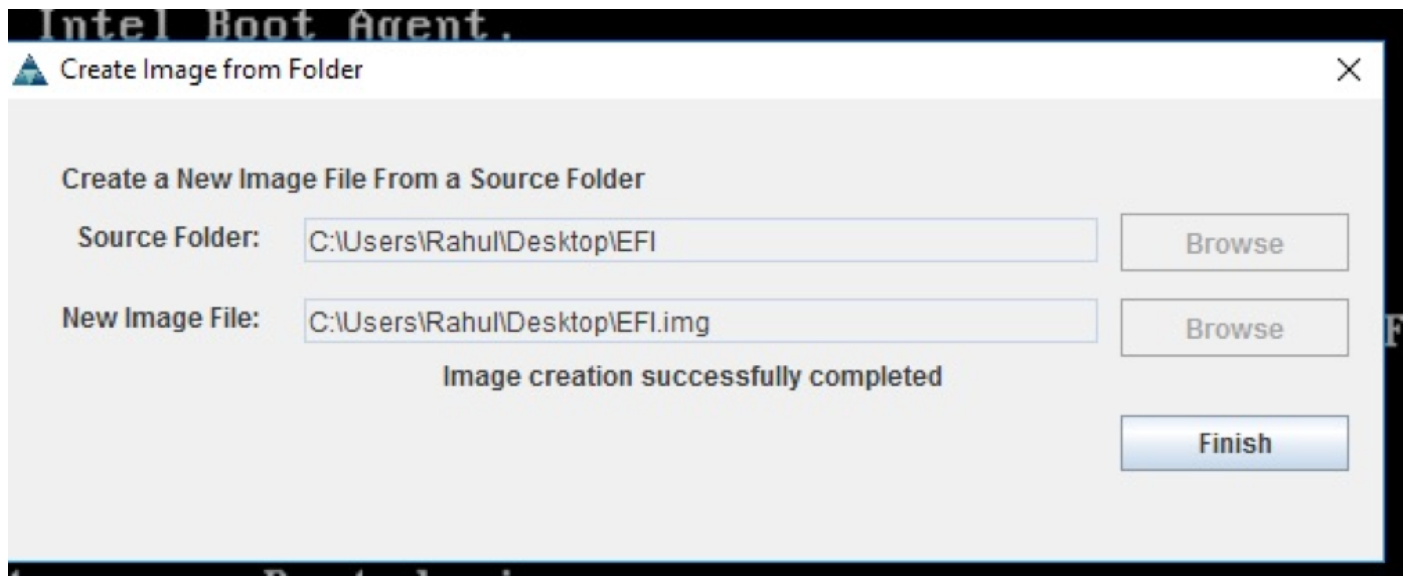 Intel Boot Agent.
Create Image from Folder
Create a New Image File From a Source Folder
Source Folder: C:\Users\Rahul\Desktop\EFI Browse
New Image File: C:\Users\Rahul\Desktop\EFI.img Browse
F
Image creation successfully completed
Finish